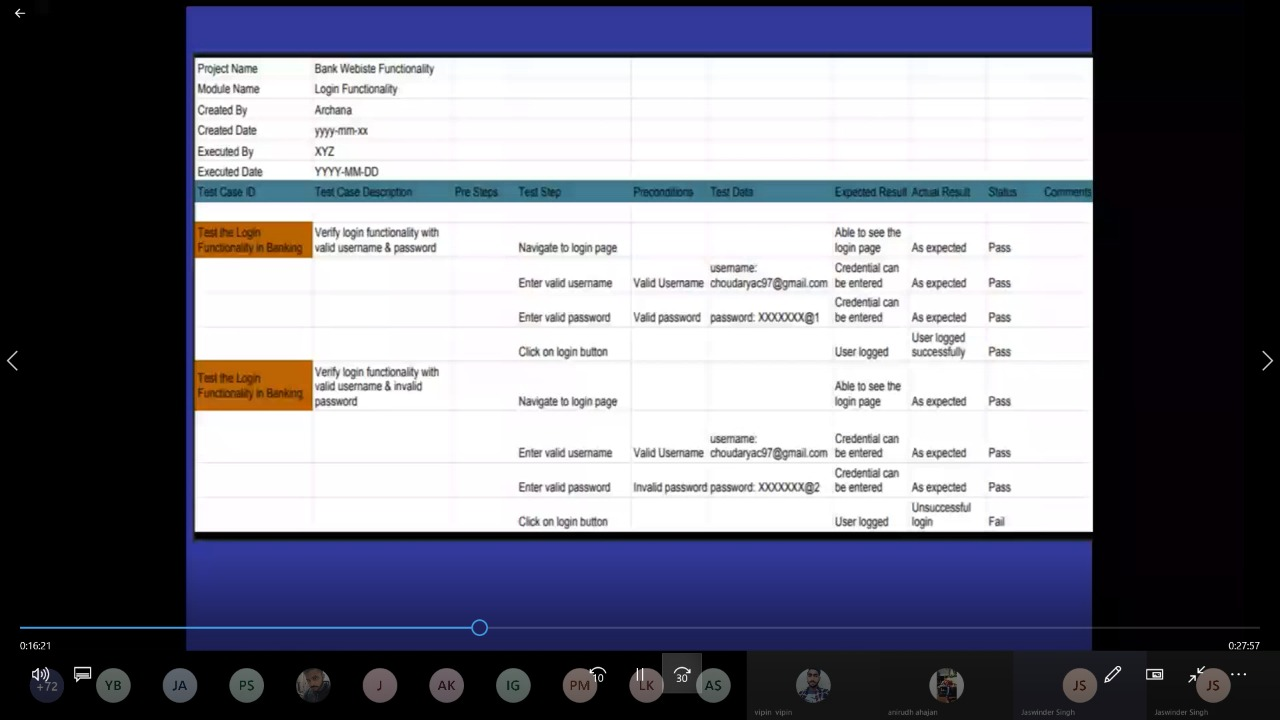 Project Name Bank Webiste Functionality
Module Name Login Functionality
Created By Archana
Created Date yyyy-mm-xx
Executed By XYZ
Executed Date YYYY-MM-DD
Test Case ID Test Case Description Pre Steps Test Step Preconditions Test Data Expected Result Actual Result Status Comments
Test the Login Verify login functionality with Able to see the
Functionality in Banking valid username & password Navigate to login page login page As expected Pass
username: Credential can
Enter valid username Valid Username choudaryac97@gmail.com be entered As expected Pass
Credential can
Enter valid password Valid password password: XXXXXXX@1 be entered As expected Pass
User logged
Click on login button User logged successfully Pass
Verify login functionality with
Test the Login valid username & invalid Able to see the
Functionality in Banking password Navigate to login page login page As expected Pass
username: Credential can
Enter valid username Valid Username choudaryac97@gmail.com be entered As expected Pass
Credential can
Enter valid password Invalid password password: XXXXXXX@2 be entered As expected Pass
Unsuccessful
Click on login button User logged login Fail
0:16:21 0:27:57
+72 YB JA PS J AK IG PM 10 LK 30 AS JS JS
vipin vipin anirudh ahajan Jaswinder Singh Jaswinder Singh